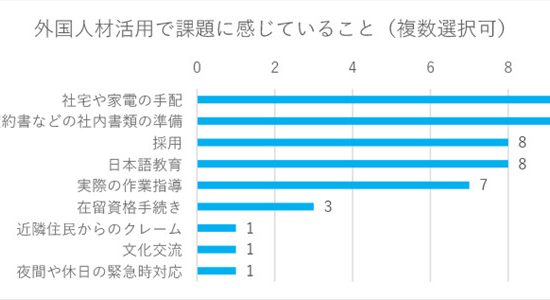 外国人材活用で課題に感じていること（複数選択可）
0 2 4 6 8
社宅や家電の手配
約書などの社内書類の準備
採用 8
日本語教育 8
実際の作業指導 7
在留資格手続き 3
近隣住民からのクレーム 1
文化交流 1
夜間や休日の緊急時対応 1